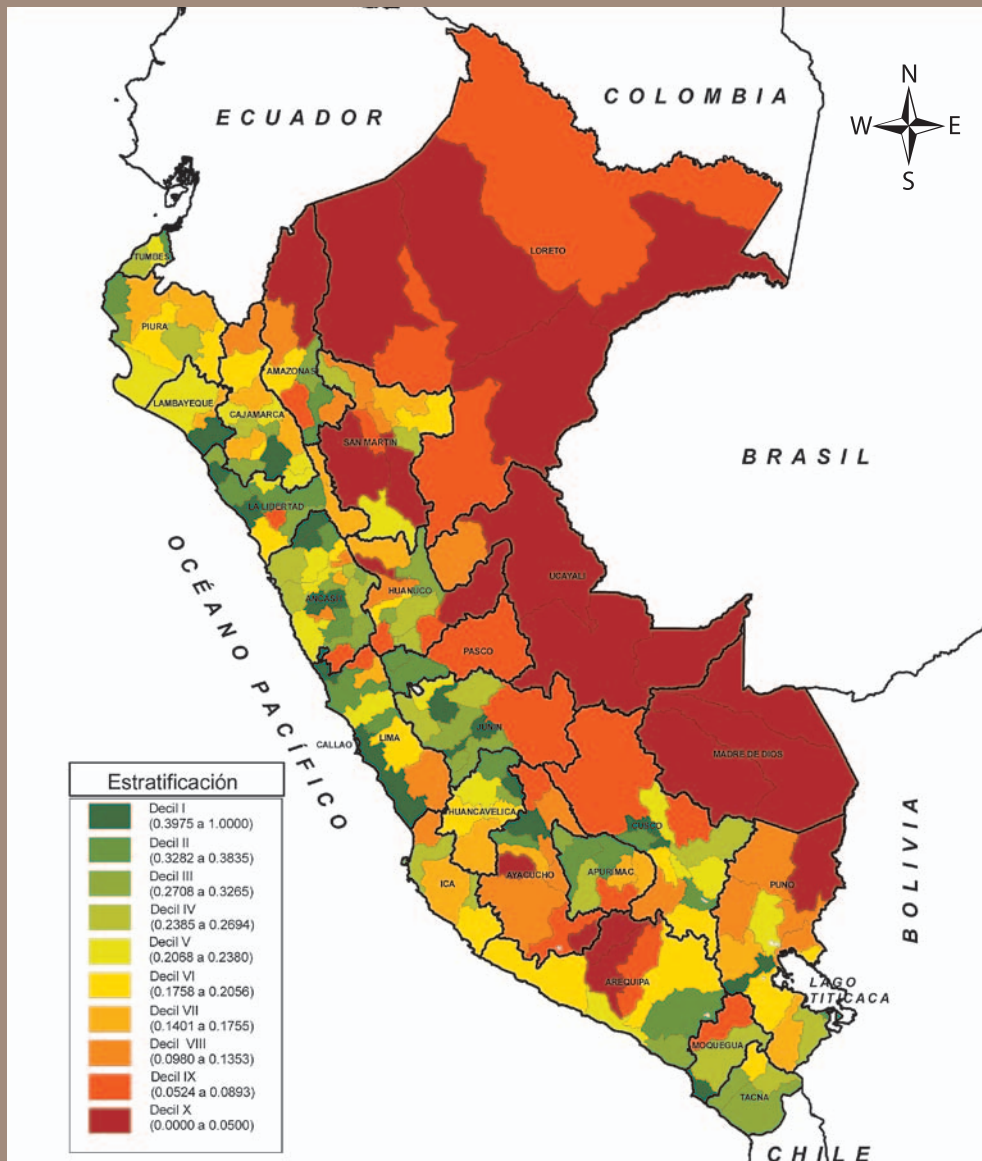 COLOMBIA
ECUADOR
N
W
E
S
LORETO
TUMBES
PIURA
AMAZONAS
LAMBAYEQUE
CAJAMARCA
SAN MARTIN
BRASIL
LA LIBERTAD
OCÉANO PACÍFICO
UCAYALI
ANCASH
HUANUCO
PASCO
JUNIN
LIMA
CALLAO
MADRE DE DIOS
HUANCAVELICA
CUSCO
BOLIVIA
ICA
AYACUCHO
APURIMAC
PUNO
AREQUIPA
LAGO
TITICACA
MOQUEGUA
TACNA
CHILE
Estratificación
Decil I
(0.3975 a 1.0000)
Decil II
(0.3282 a 0.3835)
Decil III
(0.2708 a 0.3265)
Decil IV
(0.2385 a 0.2694)
Decil V
(0.2068 a 0.2380)
Decil VI
(0.1758 a 0.2056)
Decil VII
(0.1401 a 0.1755)
Decil VIII
(0.0980 a 0.1353)
Decil IX
(0.0524 a 0.0893)
Decil X
(0.0000 a 0.0500)